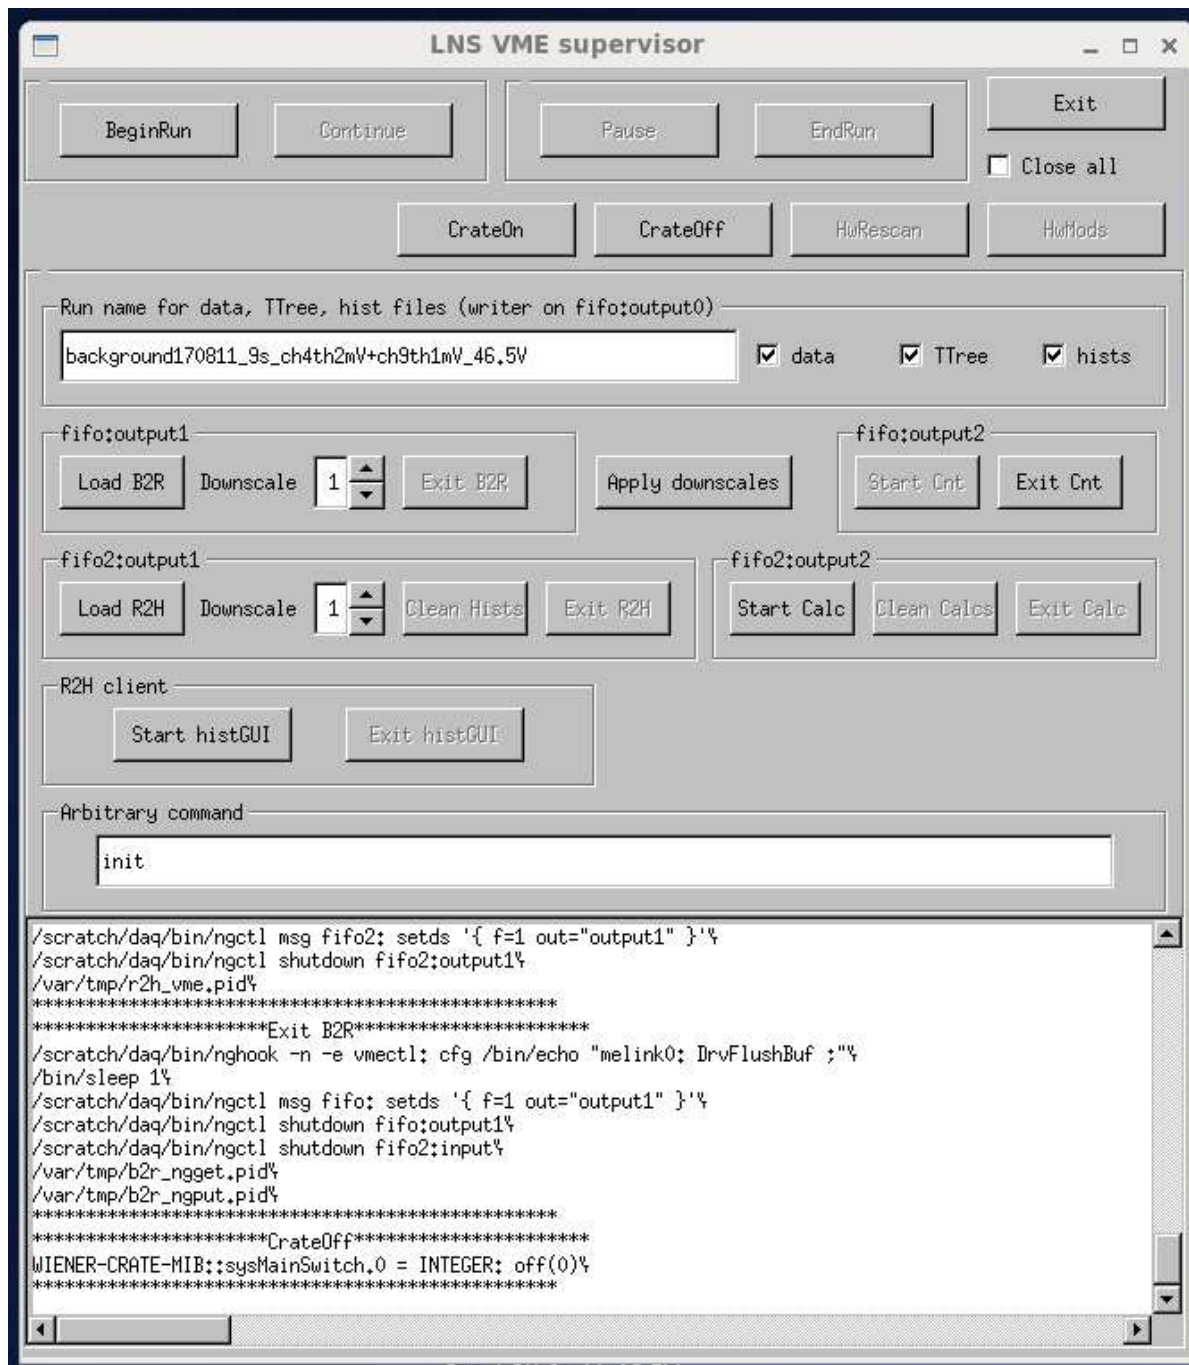 LNS VME supervisor
BeginRun Continue Pause EndRun Exit
Close all
CrateOn CrateOff HwRescan HwMods
Run name for data, TTree, hist files (writer on fifo:output0)
background170811_9s_ch4th2mV+ch9th1mV_46.5V data TTree hists
fifo:output1 fifo:output2
Load B2R Downscale 1 Exit B2R Apply downscales Start Cnt Exit Cnt
fifo2:output1 fifo2:output2
Load R2H Downscale 1 Clean Hists Exit R2H Start Calc Clean Calcs Exit Calc
R2H client
Start histGUI Exit histGUI
Arbitrary command
init
/scratch/daq/bin/ngctl msg fifo2: setds '{ f=1 out="output1" }'%
/scratch/daq/bin/ngctl shutdown fifo2:output1%
/var/tmp/r2h_vme.pid%
*************************************************
**********************Exit B2R**********************
/scratch/daq/bin/nghook -n -e vmectl: cfg /bin/echo "melink0: DrvFlushBuf ;"%
/bin/sleep 1%
/scratch/daq/bin/ngctl msg fifo: setds '{ f=1 out="output1" }'%
/scratch/daq/bin/ngctl shutdown fifo:output1%
/scratch/daq/bin/ngctl shutdown fifo2:input%
/var/tmp/b2r_ngget.pid%
/var/tmp/b2r_ngput.pid%
*************************************************
**********************CrateOff**********************
WIENER-CRATE-MIB::sysMainSwitch.0 = INTEGER: off(0)%
*************************************************